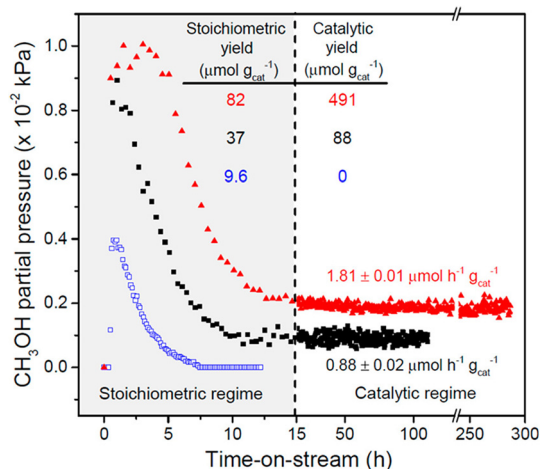 Stoichiometric Catalytic
yield yield
(μmol g_cat⁻¹) (μmol g_cat⁻¹)
82 491
37 88
9.6 0
1.81 ± 0.01 μmol h⁻¹ g_cat⁻¹
0.88 ± 0.02 μmol h⁻¹ g_cat⁻¹
Stoichiometric regime Catalytic regime
CH₃OH partial pressure (x 10⁻² kPa)
1.0
0.8
0.6
0.4
0.2
0.0
0 5 10 15 50 100 250 300
Time-on-stream (h)